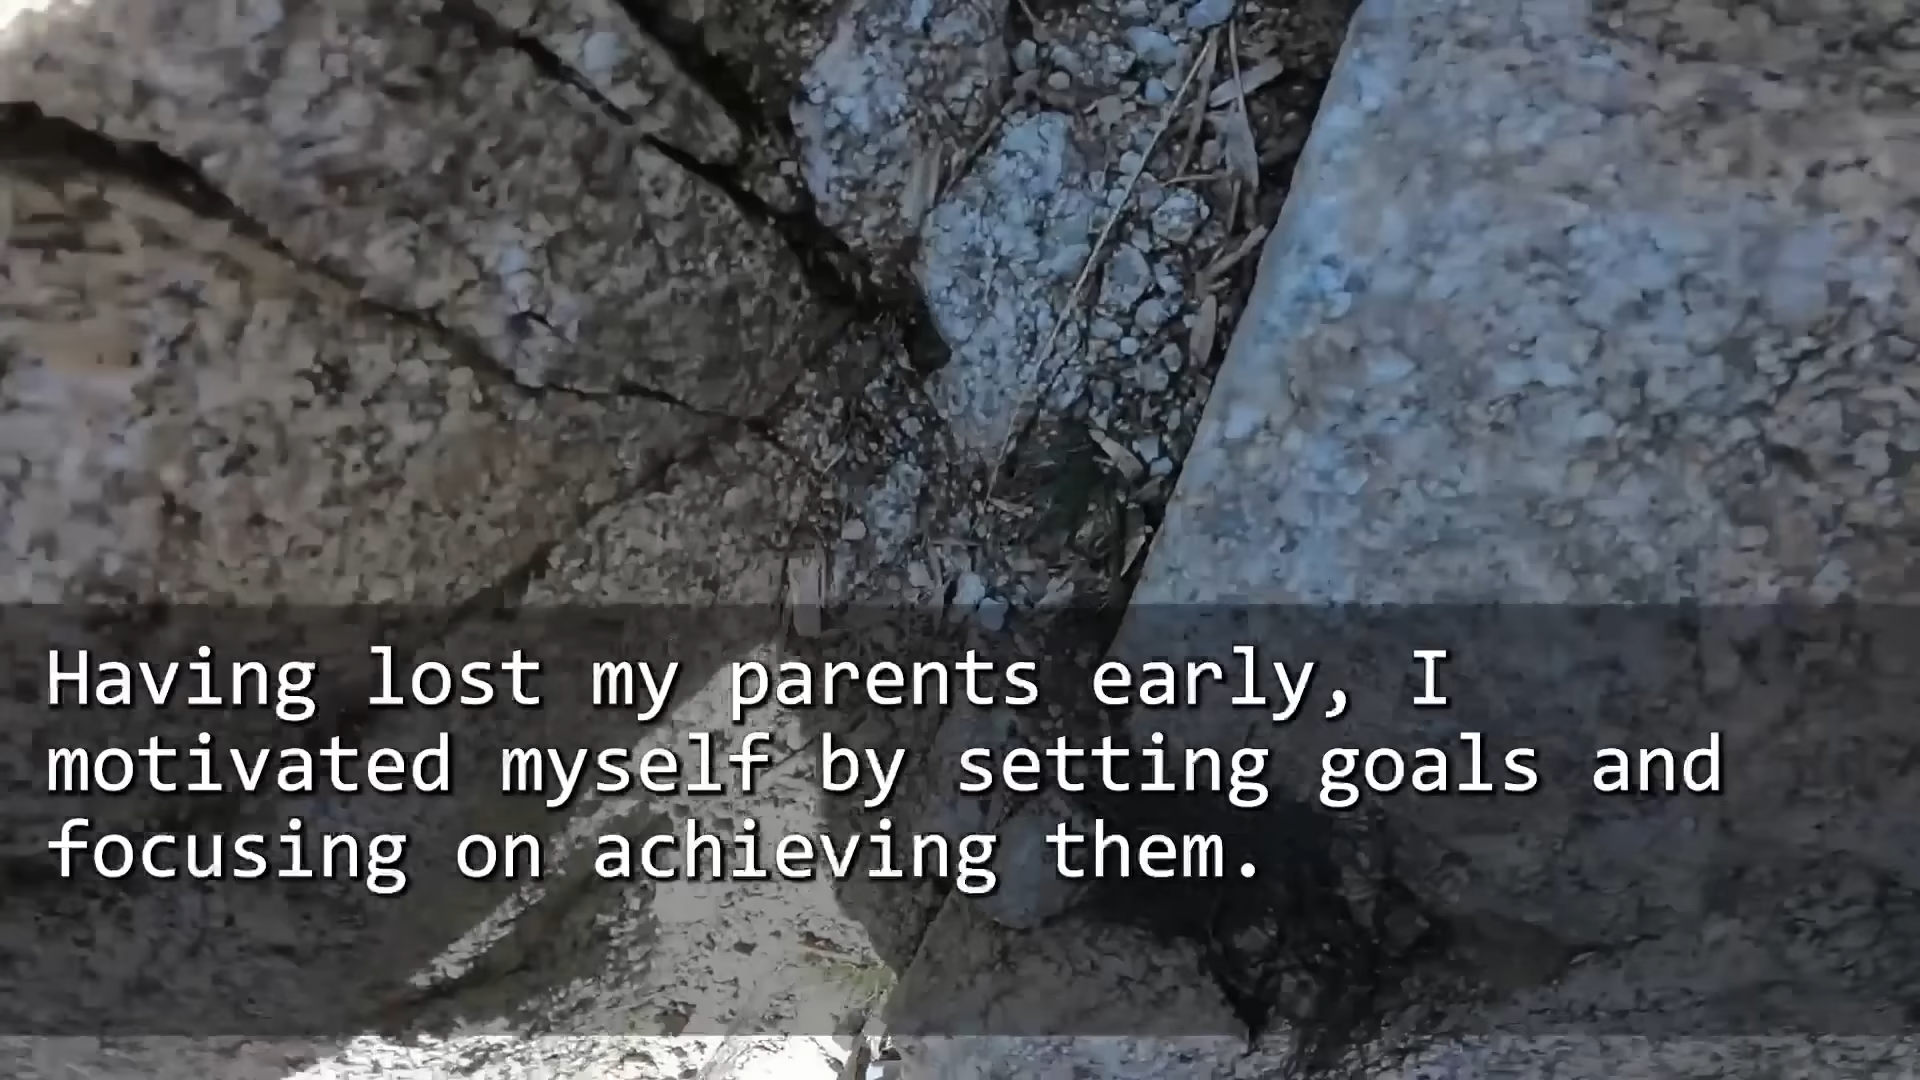 Having lost my parents early, I
motivated myself by setting goals and
focusing on achieving them.